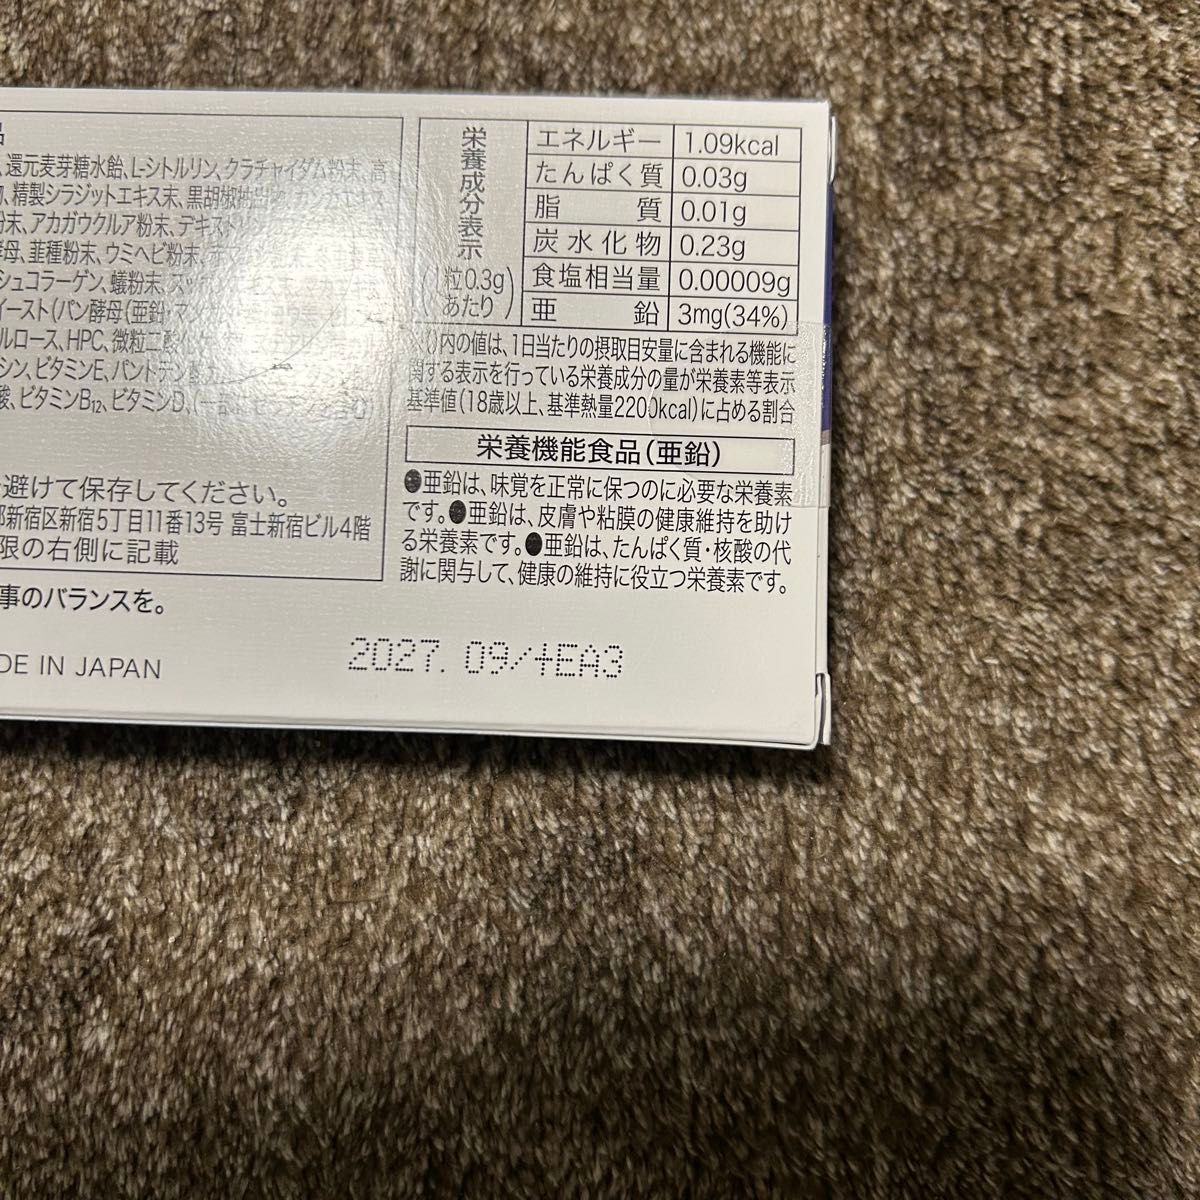 品
、還元麦芽糖水飴、L-シトルリン、クラチャイダム粉末、高
精製シラジットエキス末、黒胡椒抽出物、
末、アカガウクルア粉末、デキストリン
母、韮種粉末、ウミヘビ粉末、
シュコラーゲン、蟻粉末、
イースト(パン酵母(亜鉛)
ルロース、HPC、微粒二酸化
シン、ビタミンE、パントテン酸
酸、ビタミンB12、ビタミンD、
避けて保存してください。
新宿区新宿5丁目11番13号 富士新宿ビル4階
限の右側に記載
事のバランスを。
DE IN JAPAN
栄養成分表示
粒0.3g
あたり
エネルギー 1.09kcal
たんぱく質 0.03g
脂質 0.01g
炭水化物 0.23g
食塩相当量 0.00009g
亜鉛 3mg(34%)
※()内の値は、1日当たりの摂取目安量に含まれる機能に
関する表示を行っている栄養成分の量が栄養素等表示
基準値(18歳以上、基準熱量2200kcal)に占める割合
栄養機能食品(亜鉛)
●亜鉛は、味覚を正常に保つのに必要な栄養素
です。●亜鉛は、皮膚や粘膜の健康維持を助け
る栄養素です。●亜鉛は、たんぱく質・核酸の代
謝に関与して、健康の維持に役立つ栄養素です。
2027. 09/4EA3